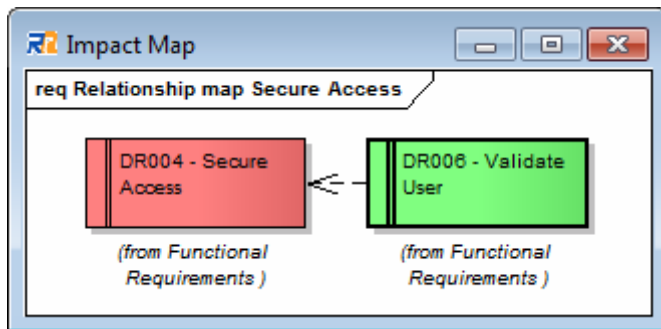 Impact Map
req Relationship map Secure Access
DR004 - Secure
Access
DR006 - Validate
User
(from Functional
Requirements )
(from Functional
Requirements )